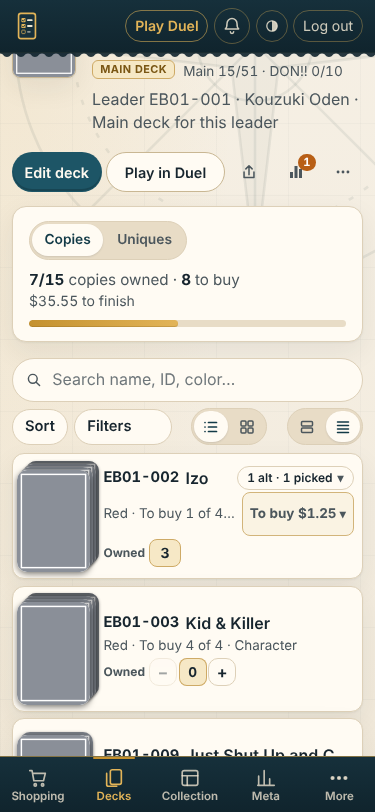 Play Duel
Log out
MAIN DECK Main 15/51 · DON!! 0/10
Leader EB01-001 · Kouzuki Oden ·
Main deck for this leader
Edit deck Play in Duel 1
Copies Uniques
7/15 copies owned · 8 to buy
$35.55 to finish
Search name, ID, color...
Sort Filters
EB01-002 Izo 1 alt · 1 picked ▾
Red · To buy 1 of 4... To buy $1.25 ▾
Owned 3
EB01-003 Kid & Killer
Red · To buy 4 of 4 · Character
Owned − 0 +
EB01-009 Just Shut Up and C
Shopping Decks Collection Meta More